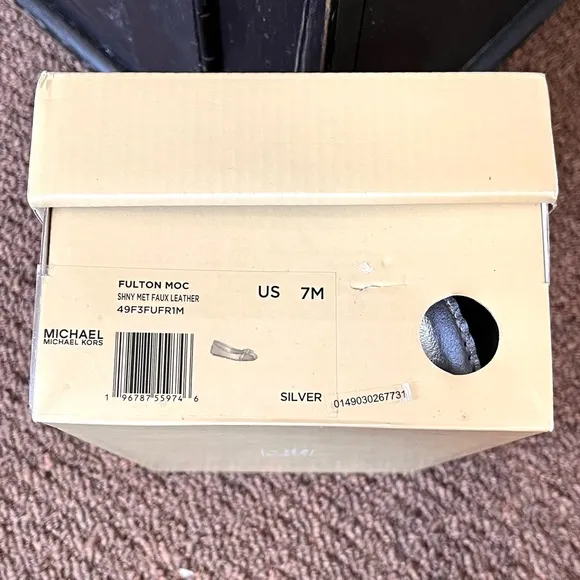 FULTON MOC
SHNY MET FAUX LEATHER
49F3FUFR1M
US 7M
MICHAEL
MICHAEL KORS
1 96787 55974 6
SILVER
0149030267731